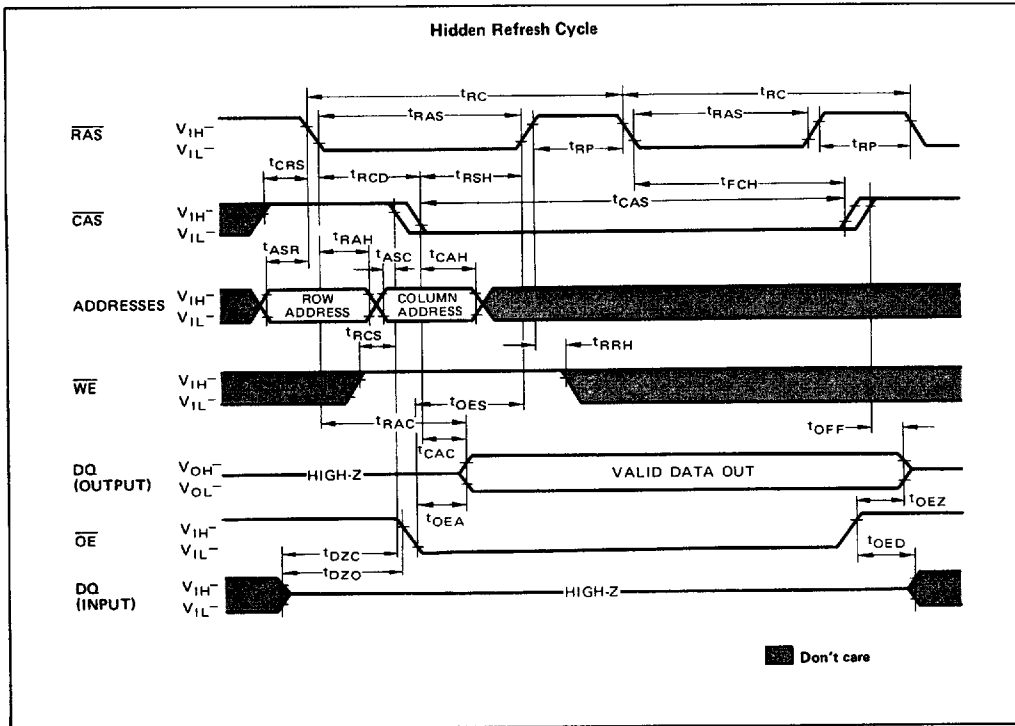 Hidden Refresh Cycle
tRC tRC
tRAS tRAS
RAS VIH- VIL-
tRP tRP
tCRS tRCD tRSH tFCH
tCAS
CAS VIH- VIL-
tASR tRAH tASC tCAH
ADDRESSES VIH- VIL- ROW ADDRESS COLUMN ADDRESS
tRCS tRRH
WE VIH- VIL-
tOES
tRAC tOFF
tCAC
DQ (OUTPUT) VOH- VOL- HIGH-Z VALID DATA OUT
tOEA tOEZ
OE VIH- VIL-
tDZC tOED
tDZO
DQ (INPUT) VIH- VIL- HIGH-Z
Don't care